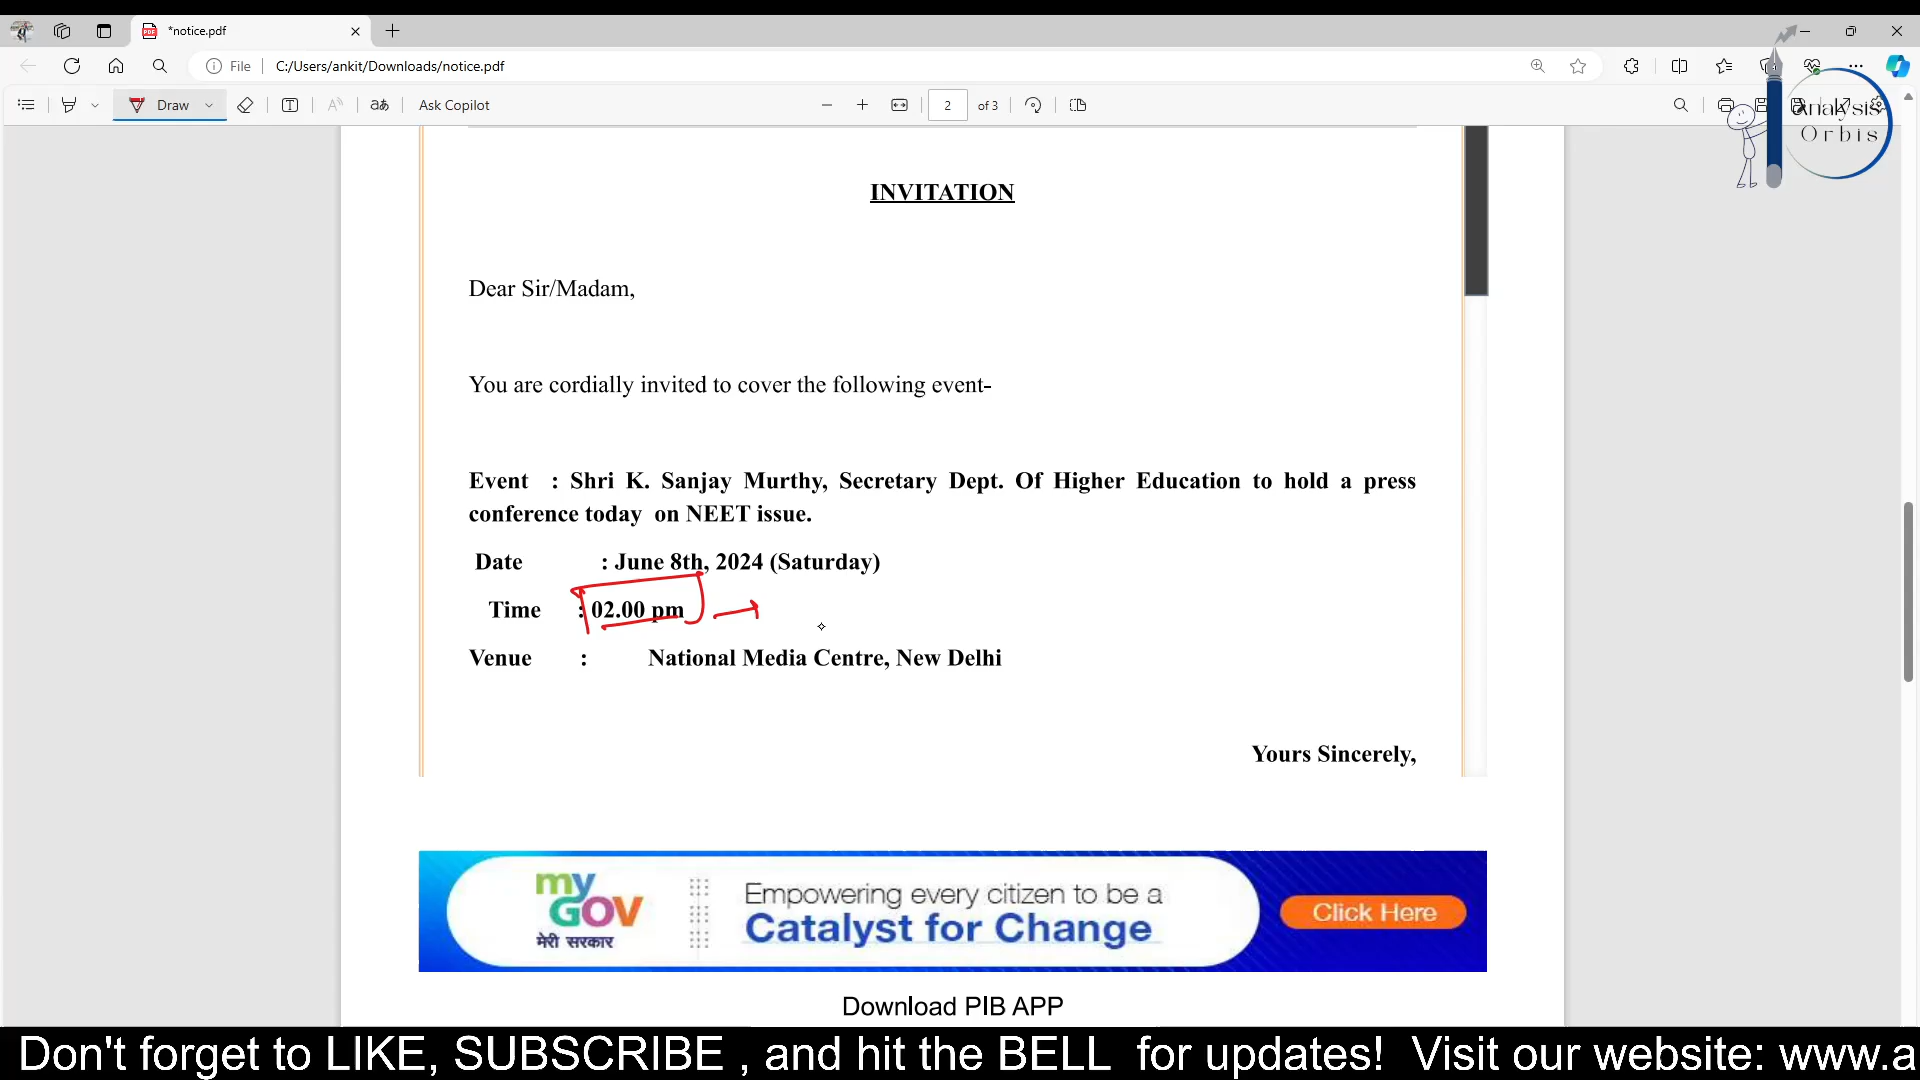 *notice.pdf
File
C:/Users/ankit/Downloads/notice.pdf
Draw
Ask Copilot
2 of 3
Analysis
Orbis
INVITATION
Dear Sir/Madam,
You are cordially invited to cover the following event-
Event : Shri K. Sanjay Murthy, Secretary Dept. Of Higher Education to hold a press
conference today on NEET issue.
Date : June 8th, 2024 (Saturday)
Time : 02.00 pm
Venue : National Media Centre, New Delhi
Yours Sincerely,
my
GOV
मेरी सरकार
Empowering every citizen to be a
Catalyst for Change
Click Here
Download PIB APP
Don't forget to LIKE, SUBSCRIBE , and hit the BELL for updates! Visit our website: www.a